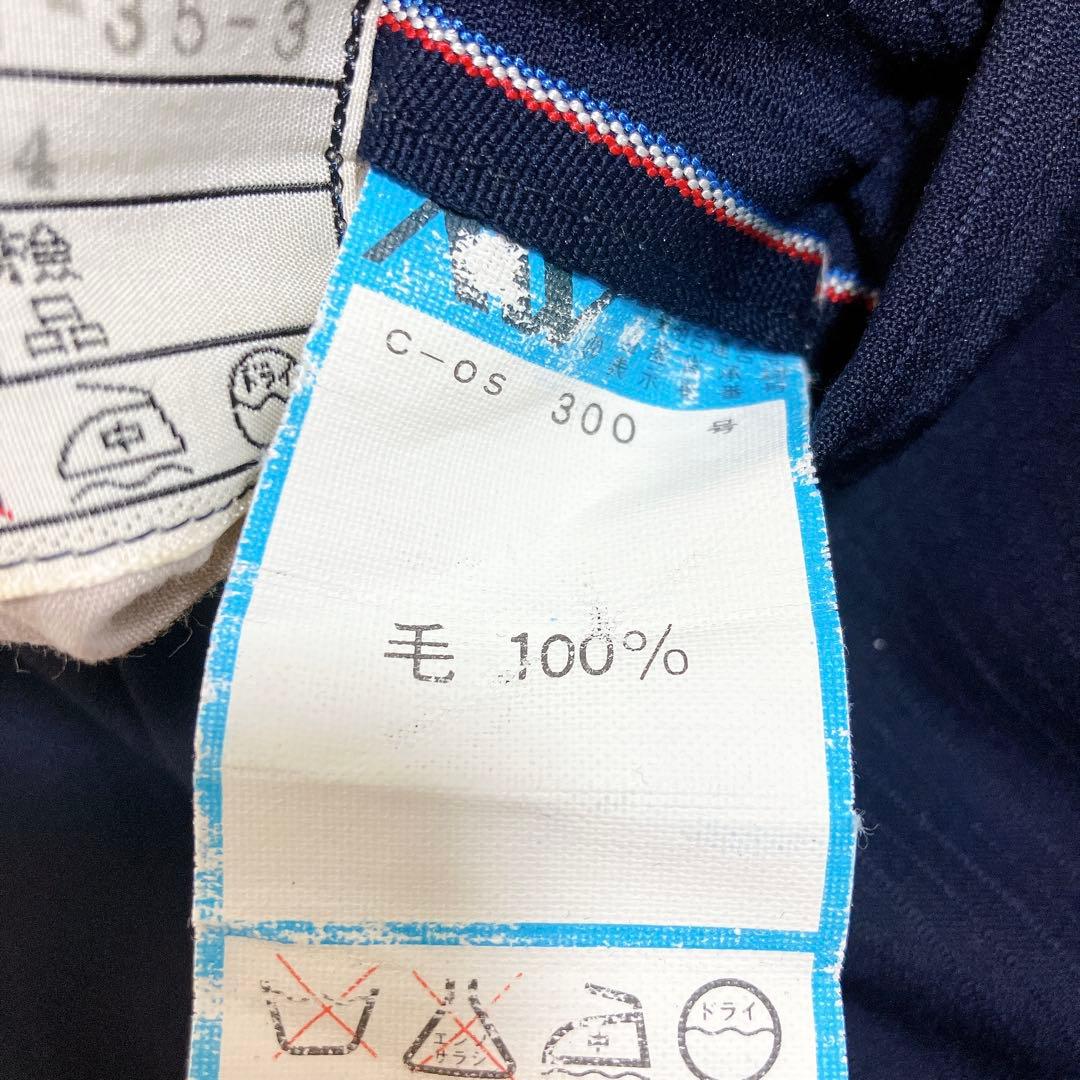 35-3
4
検
品
中
ドライ
C-OS 300 号
毛 100%
エンソ
サラシ
中
ドライ